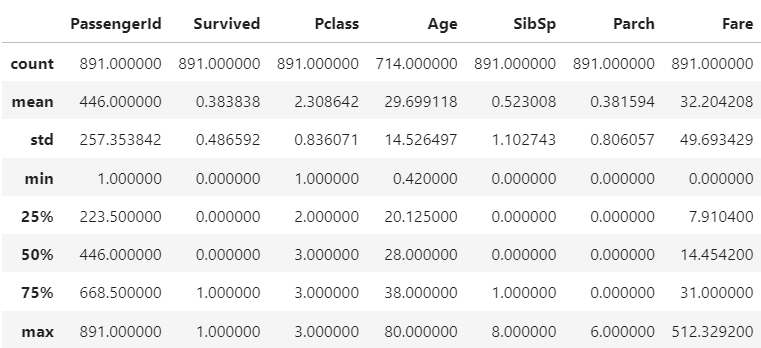 PassengerId Survived Pclass Age SibSp Parch Fare
count 891.000000 891.000000 891.000000 714.000000 891.000000 891.000000 891.000000
mean 446.000000 0.383838 2.308642 29.699118 0.523008 0.381594 32.204208
std 257.353842 0.486592 0.836071 14.526497 1.102743 0.806057 49.693429
min 1.000000 0.000000 1.000000 0.420000 0.000000 0.000000 0.000000
25% 223.500000 0.000000 2.000000 20.125000 0.000000 0.000000 7.910400
50% 446.000000 0.000000 3.000000 28.000000 0.000000 0.000000 14.454200
75% 668.500000 1.000000 3.000000 38.000000 1.000000 0.000000 31.000000
max 891.000000 1.000000 3.000000 80.000000 8.000000 6.000000 512.329200